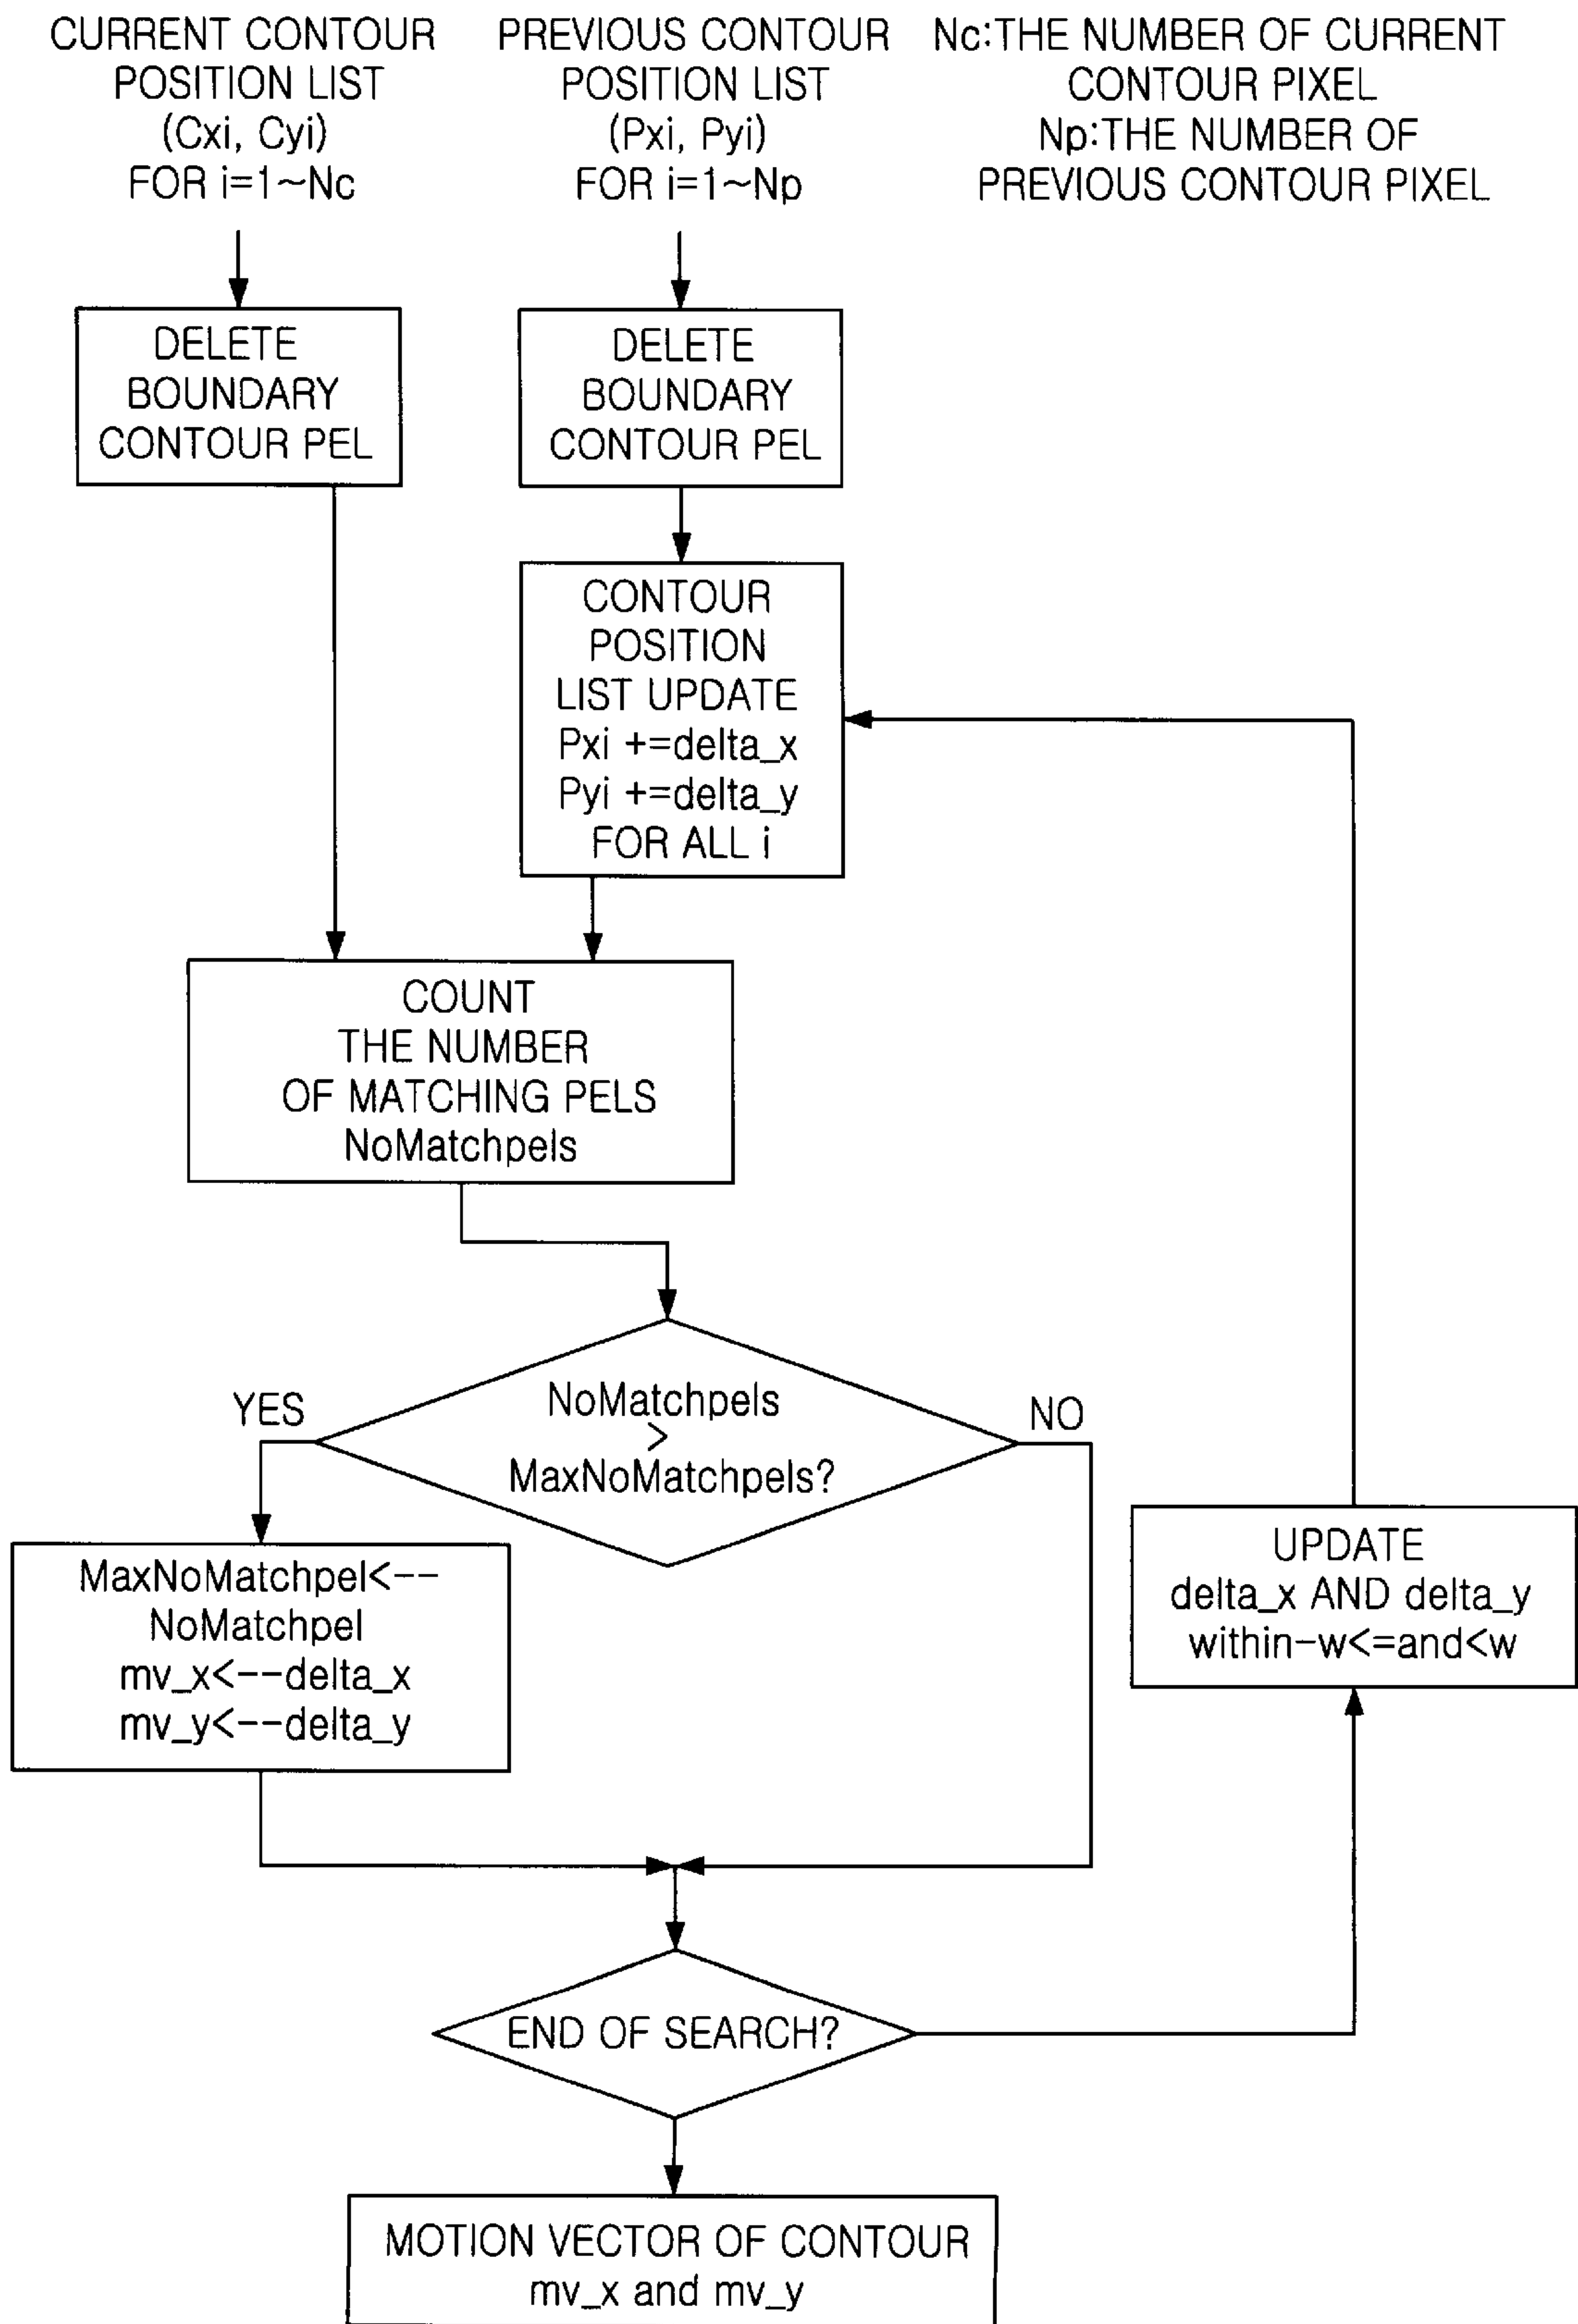 CURRENT CONTOUR
POSITION LIST
(Cxi, Cyi)
FOR i=1~Nc
PREVIOUS CONTOUR
POSITION LIST
(Pxi, Pyi)
FOR i=1~Np
Nc:THE NUMBER OF CURRENT
CONTOUR PIXEL
Np:THE NUMBER OF
PREVIOUS CONTOUR PIXEL
DELETE
BOUNDARY
CONTOUR PEL
DELETE
BOUNDARY
CONTOUR PEL
CONTOUR
POSITION
LIST UPDATE
Pxi +=delta_x
Pyi +=delta_y
FOR ALL i
COUNT
THE NUMBER
OF MATCHING PELS
NoMatchpels
NoMatchpels
>
MaxNoMatchpels?
YES
NO
MaxNoMatchpel<--
NoMatchpel
mv_x<--delta_x
mv_y<--delta_y
UPDATE
delta_x AND delta_y
within-w<=and<w
END OF SEARCH?
MOTION VECTOR OF CONTOUR
mv_x and mv_y